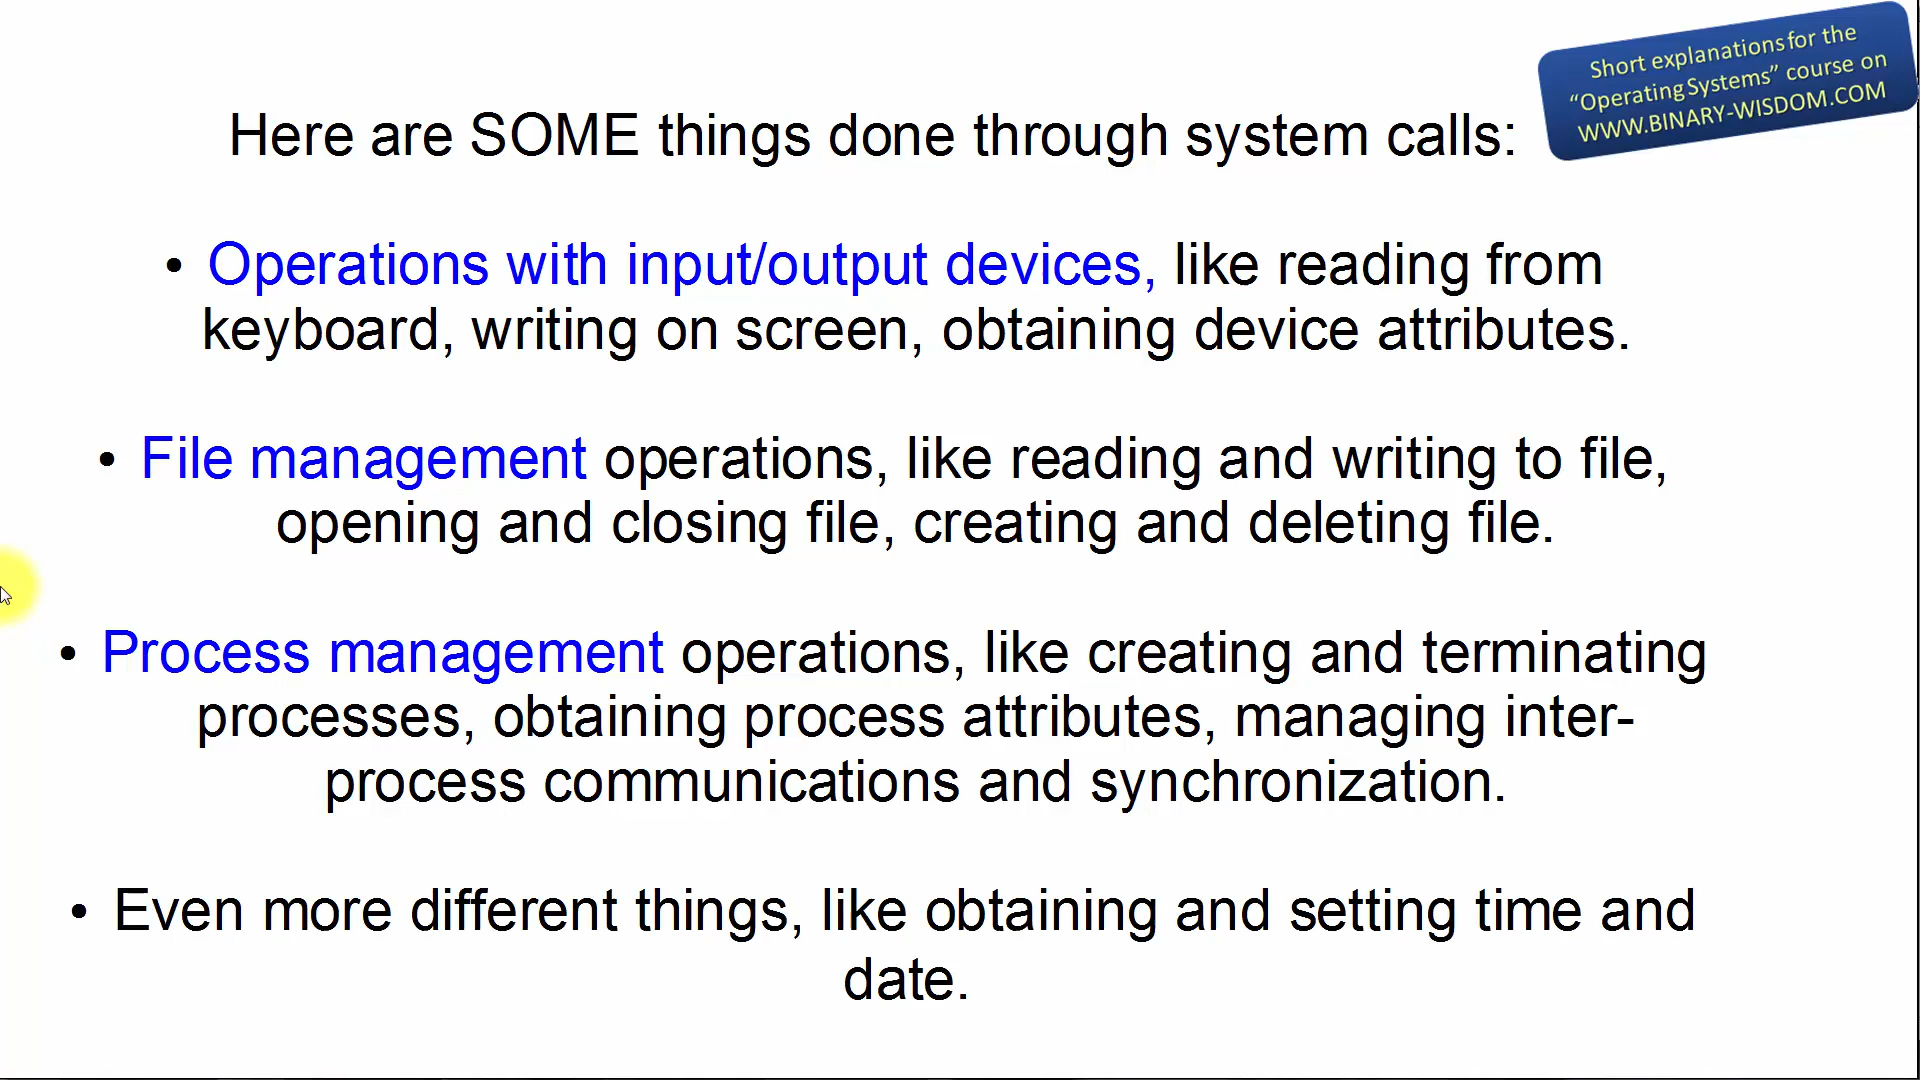 Short explanations for the
“Operating Systems” course on
WWW.BINARY-WISDOM.COM
Here are SOME things done through system calls:
• Operations with input/output devices, like reading from
keyboard, writing on screen, obtaining device attributes.
• File management operations, like reading and writing to file,
opening and closing file, creating and deleting file.
• Process management operations, like creating and terminating
processes, obtaining process attributes, managing inter-
process communications and synchronization.
• Even more different things, like obtaining and setting time and
date.